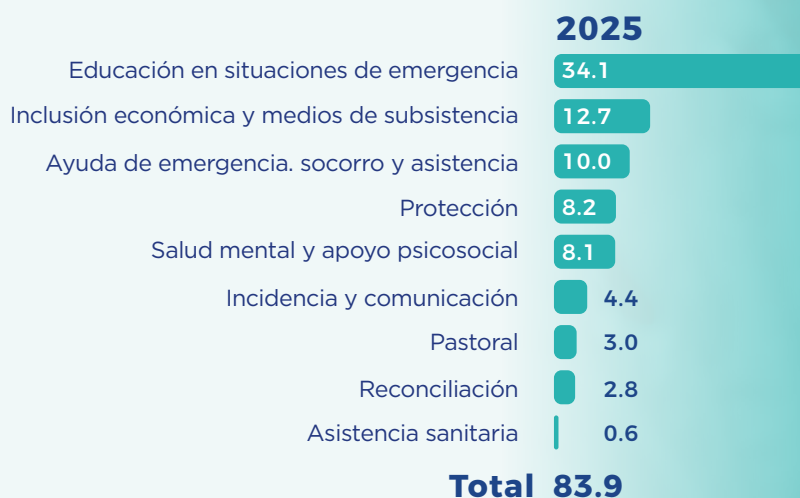 2025
Educación en situaciones de emergencia 34.1
Inclusión económica y medios de subsistencia 12.7
Ayuda de emergencia. socorro y asistencia 10.0
Protección 8.2
Salud mental y apoyo psicosocial 8.1
Incidencia y comunicación 4.4
Pastoral 3.0
Reconciliación 2.8
Asistencia sanitaria 0.6
Total 83.9